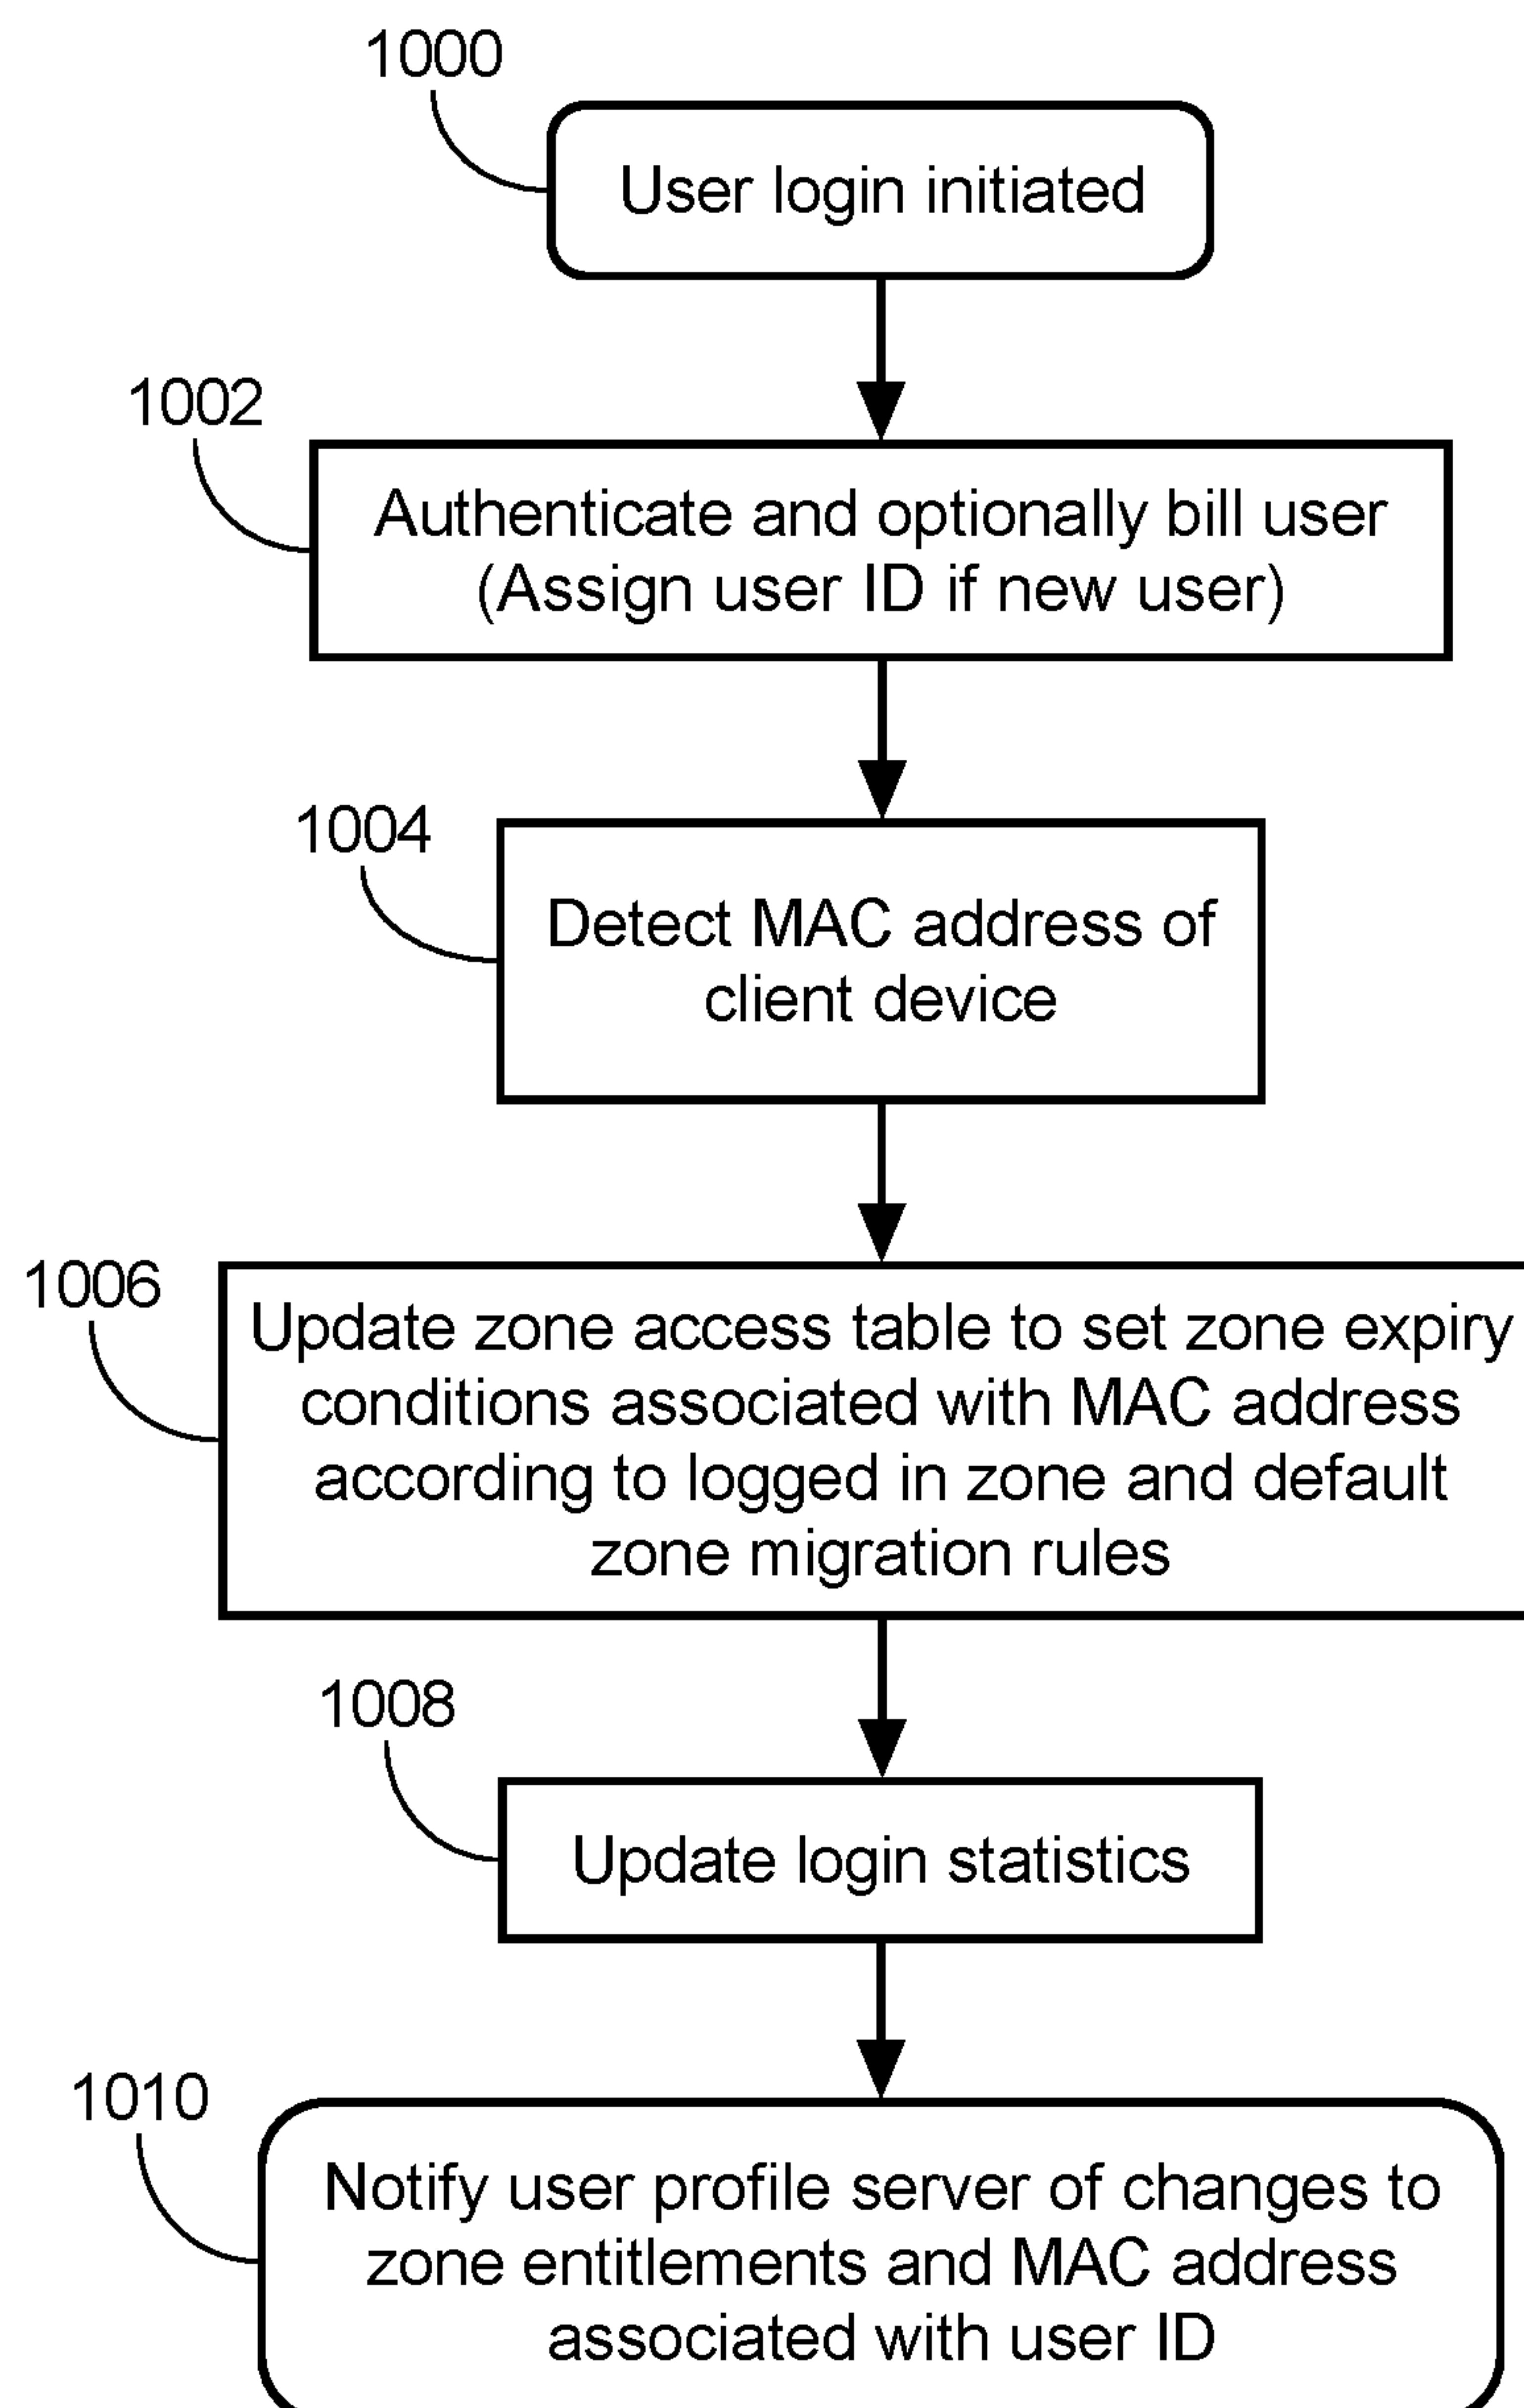 1000
User login initiated
1002
Authenticate and optionally bill user
(Assign user ID if new user)
1004
Detect MAC address of
client device
1006
Update zone access table to set zone expiry
conditions associated with MAC address
according to logged in zone and default
zone migration rules
1008
Update login statistics
1010
Notify user profile server of changes to
zone entitlements and MAC address
associated with user ID